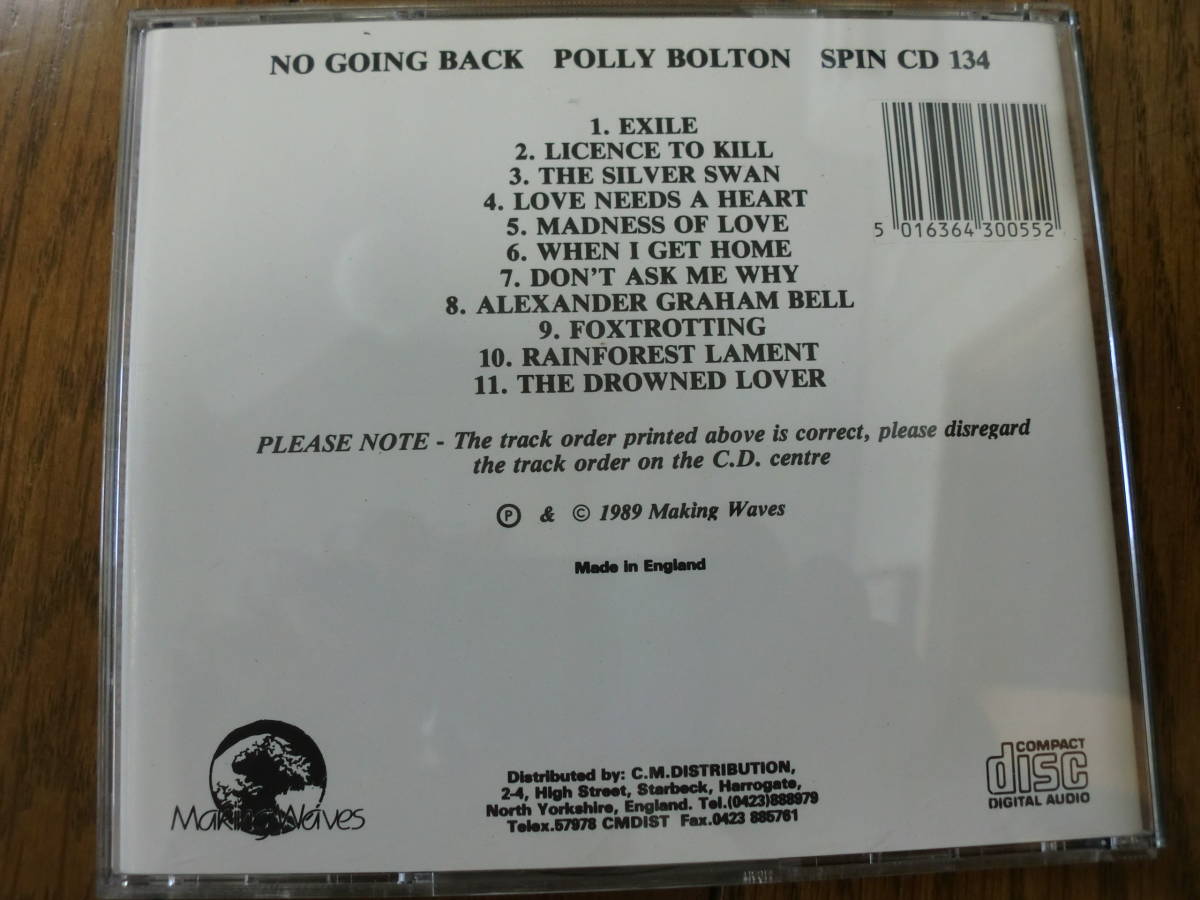 NO GOING BACK POLLY BOLTON SPIN CD 134
1. EXILE
2. LICENCE TO KILL
3. THE SILVER SWAN
4. LOVE NEEDS A HEART
5. MADNESS OF LOVE
6. WHEN I GET HOME
7. DON'T ASK ME WHY
8. ALEXANDER GRAHAM BELL
9. FOXTROTTING
10. RAINFOREST LAMENT
11. THE DROWNED LOVER
5 016364 300552
PLEASE NOTE - The track order printed above is correct, please disregard
the track order on the C.D. centre
Ⓟ & © 1989 Making Waves
Made in England
Making Waves
Distributed by: C.M.DISTRIBUTION,
2-4, High Street, Starbeck, Harrogate,
North Yorkshire, England. Tel.(0423)888979
Telex.57978 CMDIST Fax.0423 885761
COMPACT
disc
DIGITAL AUDIO